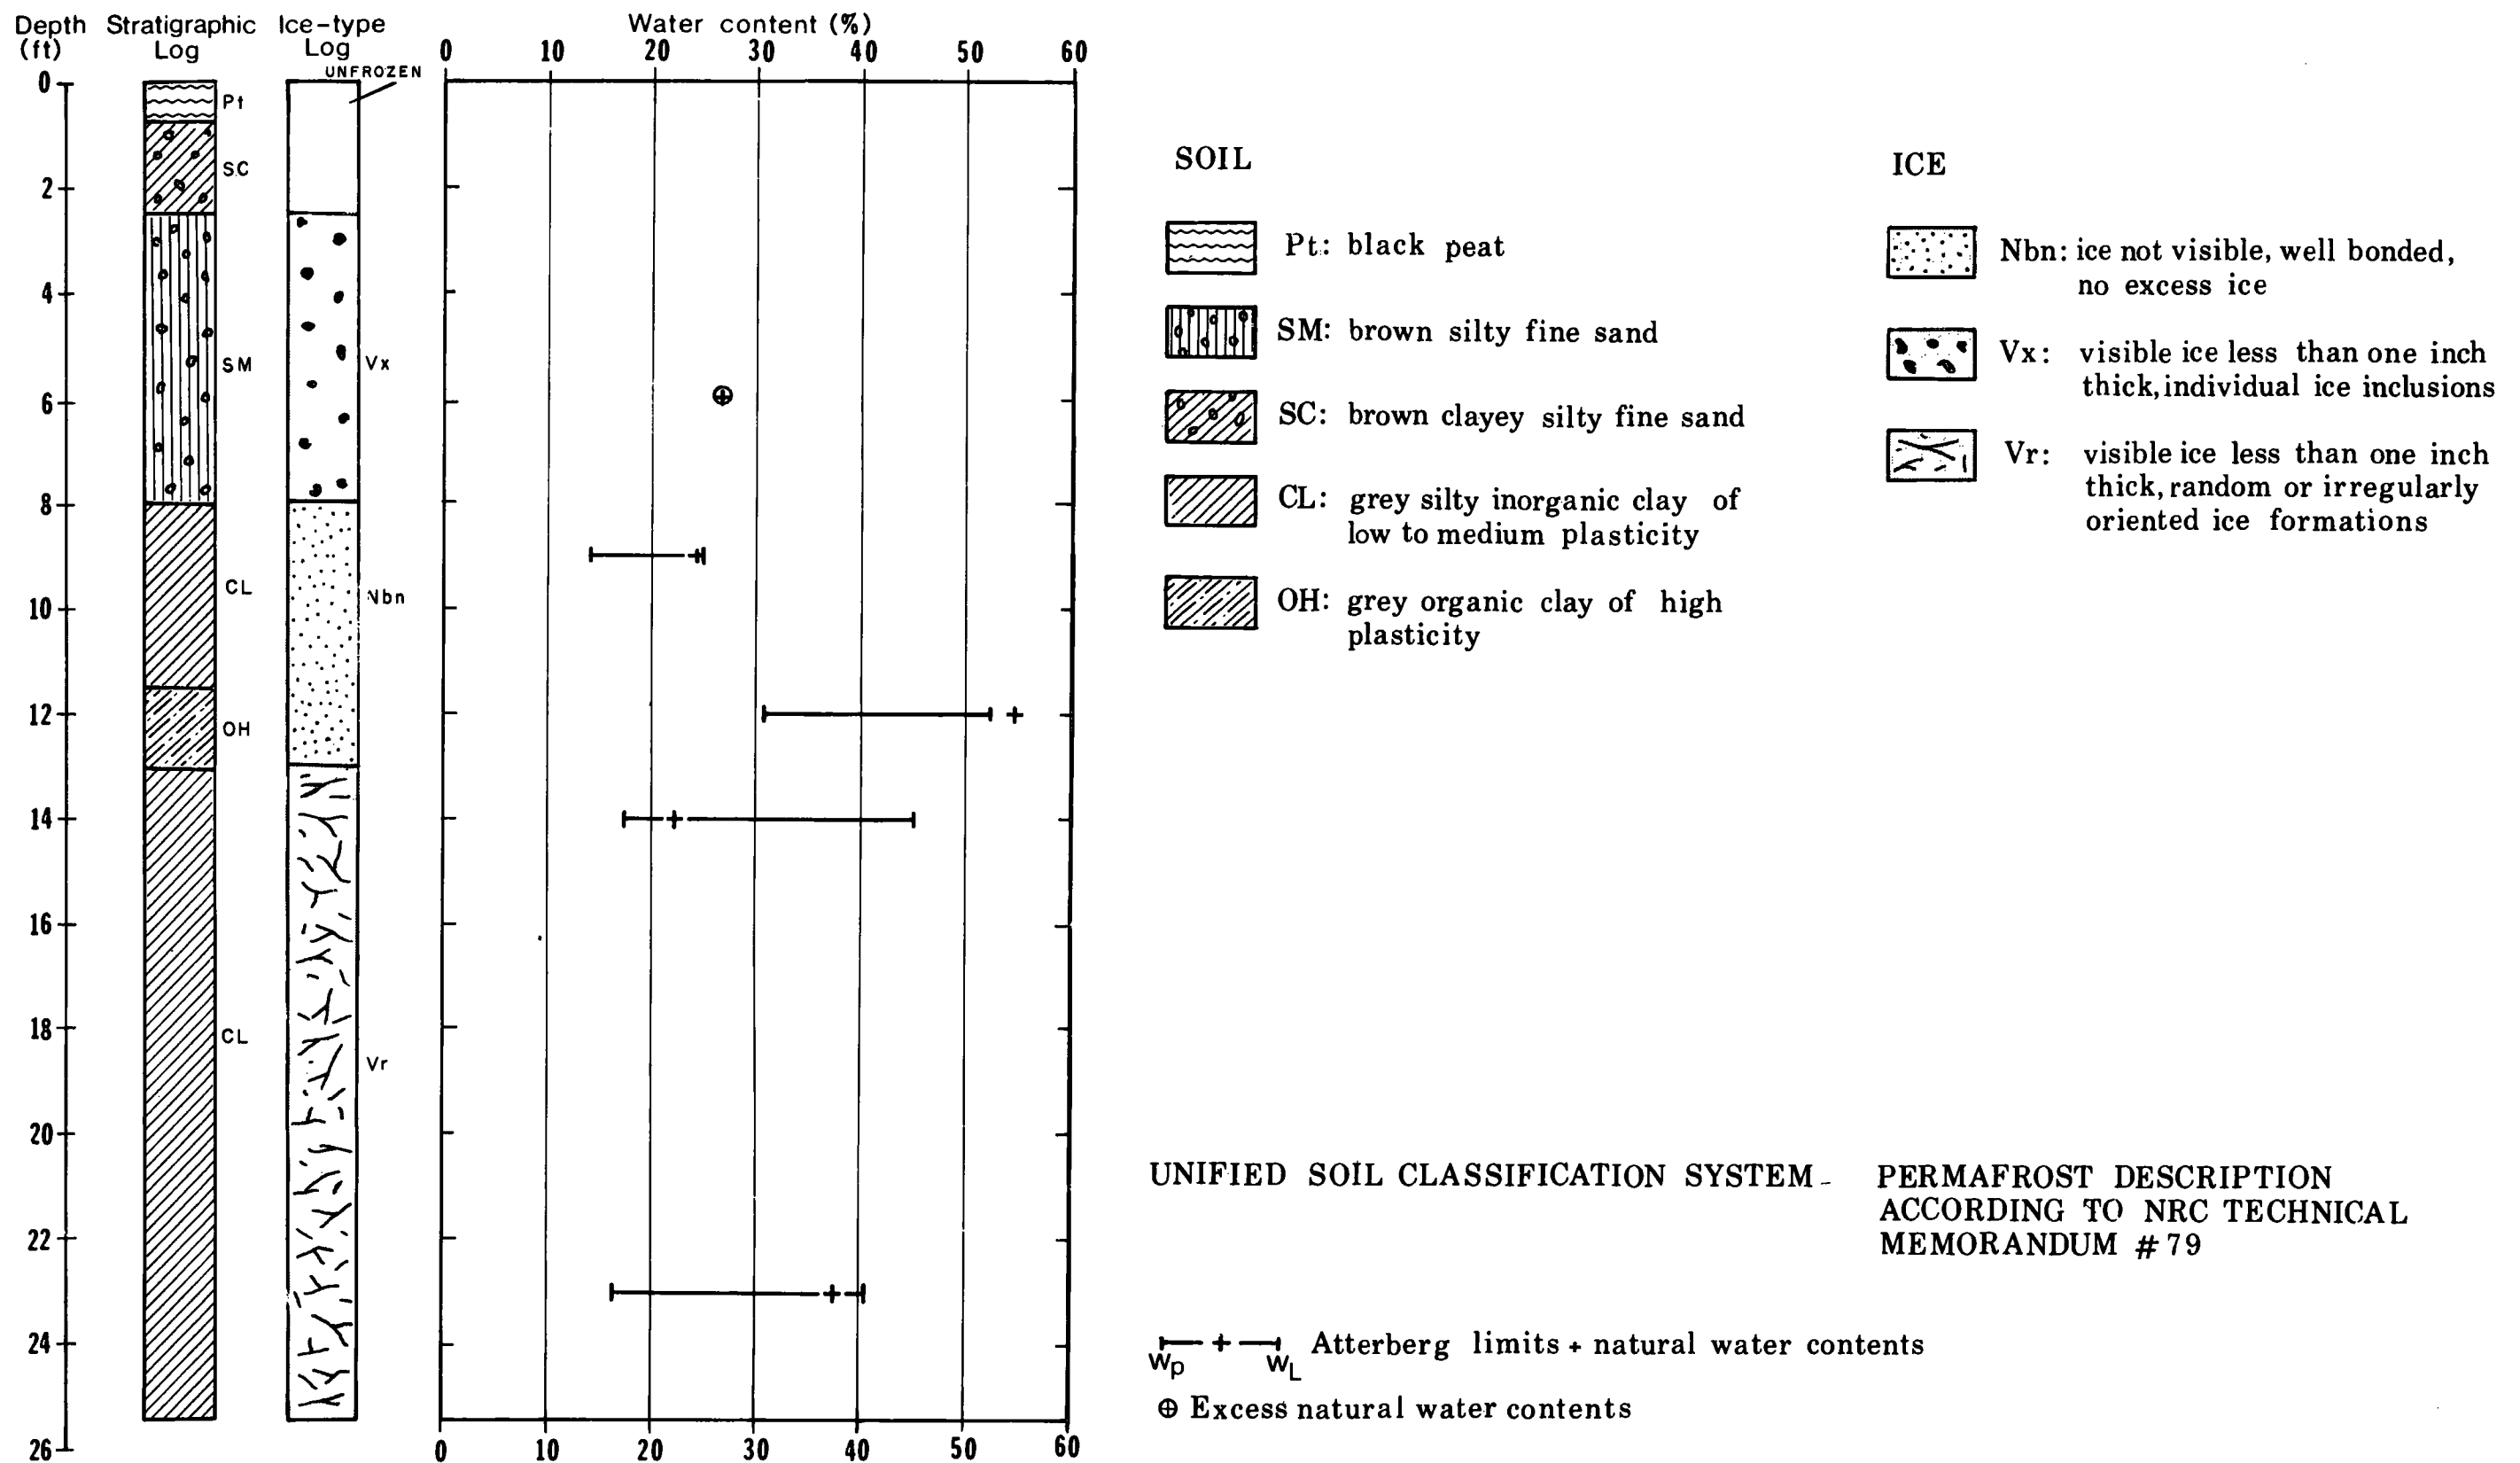 Depth Stratigraphic Ice-type Water content (%)
(ft) Log Log
0 10 20 30 40 50 60
UNFROZEN
0
2
4
6
8
10
12
14
16
18
20
22
24
26
Pt
SC
SM
CL
OH
CL
Vx
Nbn
Vr
0 10 20 30 40 50 60
SOIL
Pt: black peat
SM: brown silty fine sand
SC: brown clayey silty fine sand
CL: grey silty inorganic clay of
low to medium plasticity
OH: grey organic clay of high
plasticity
ICE
Nbn: ice not visible, well bonded,
no excess ice
Vx: visible ice less than one inch
thick, individual ice inclusions
Vr: visible ice less than one inch
thick, random or irregularly
oriented ice formations
UNIFIED SOIL CLASSIFICATION SYSTEM -
PERMAFROST DESCRIPTION
ACCORDING TO NRC TECHNICAL
MEMORANDUM # 79
Wp WL Atterberg limits + natural water contents
⊕ Excess natural water contents